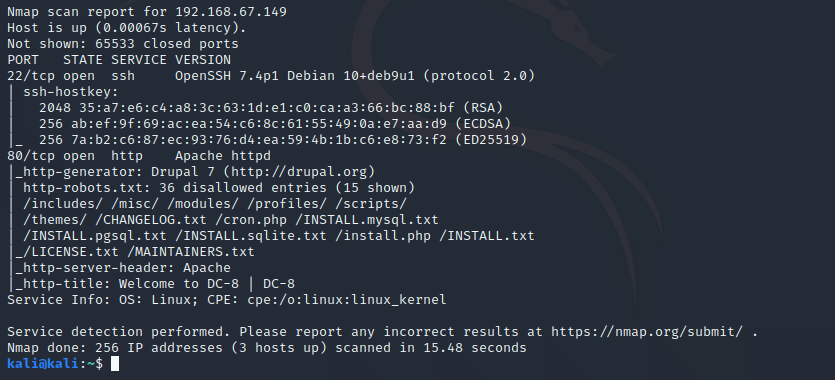 Nmap scan report for 192.168.67.149
Host is up (0.00067s latency).
Not shown: 65533 closed ports
PORT   STATE SERVICE VERSION
22/tcp open  ssh     OpenSSH 7.4p1 Debian 10+deb9u1 (protocol 2.0)
| ssh-hostkey:
|   2048 35:a7:e6:c4:a8:3c:63:1d:e1:c0:ca:a3:66:bc:88:bf (RSA)
|   256 ab:ef:9f:69:ac:ea:54:c6:8c:61:55:49:0a:e7:aa:d9 (ECDSA)
|_  256 7a:b2:c6:87:ec:93:76:d4:ea:59:4b:1b:c6:e8:73:f2 (ED25519)
80/tcp open  http    Apache httpd
|_http-generator: Drupal 7 (http://drupal.org)
| http-robots.txt: 36 disallowed entries (15 shown)
| /includes/ /misc/ /modules/ /profiles/ /scripts/
| /themes/ /CHANGELOG.txt /cron.php /INSTALL.mysql.txt
| /INSTALL.pgsql.txt /INSTALL.sqlite.txt /install.php /INSTALL.txt
|_/LICENSE.txt /MAINTAINERS.txt
|_http-server-header: Apache
|_http-title: Welcome to DC-8 | DC-8
Service Info: OS: Linux; CPE: cpe:/o:linux:linux_kernel

Service detection performed. Please report any incorrect results at https://nmap.org/submit/ .
Nmap done: 256 IP addresses (3 hosts up) scanned in 15.48 seconds
kali@kali:~$